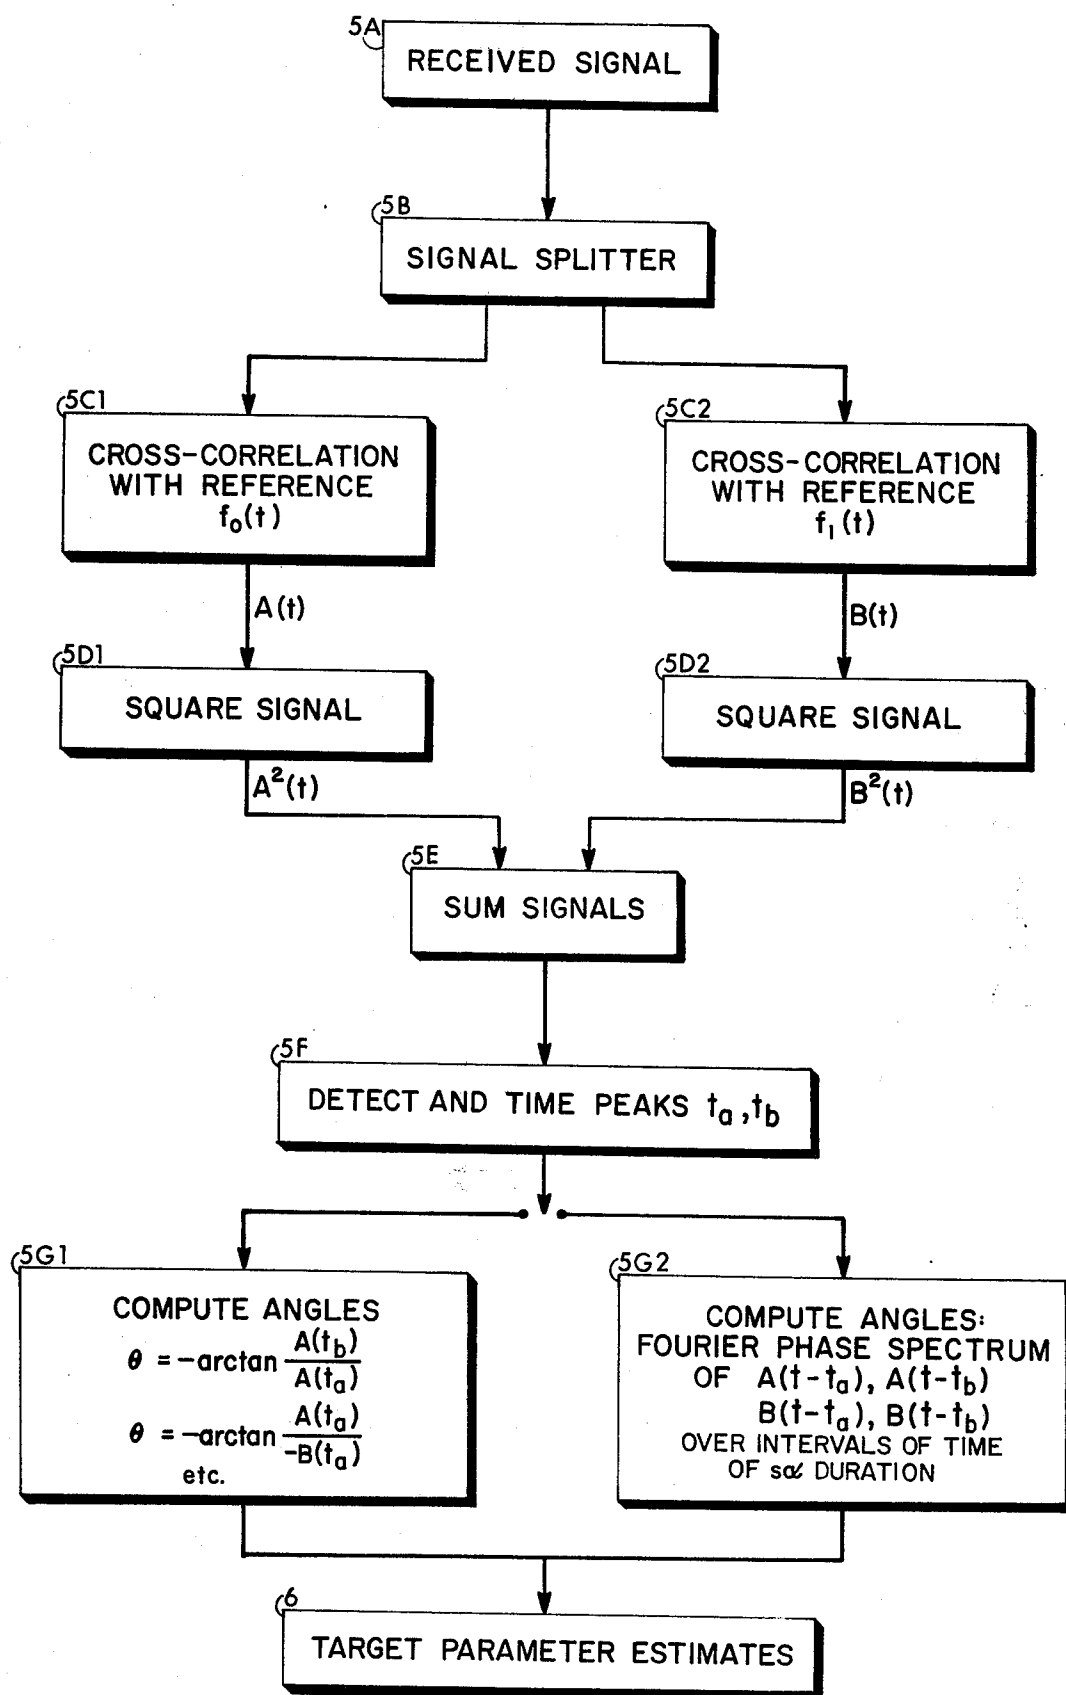 5A
RECEIVED SIGNAL
5B
SIGNAL SPLITTER
5C1
CROSS-CORRELATION
WITH REFERENCE
f₀(t)
5C2
CROSS-CORRELATION
WITH REFERENCE
f₁(t)
A(t)
B(t)
5D1
SQUARE SIGNAL
5D2
SQUARE SIGNAL
A²(t)
B²(t)
5E
SUM SIGNALS
5F
DETECT AND TIME PEAKS tₐ,t_b
5G1
COMPUTE ANGLES
θ = -arctan A(t_b)/A(tₐ)
θ = -arctan A(tₐ)/-B(tₐ)
etc.
5G2
COMPUTE ANGLES:
FOURIER PHASE SPECTRUM
OF A(t-tₐ), A(t-t_b)
B(t-tₐ), B(t-t_b)
OVER INTERVALS OF TIME
OF sα DURATION
6
TARGET PARAMETER ESTIMATES